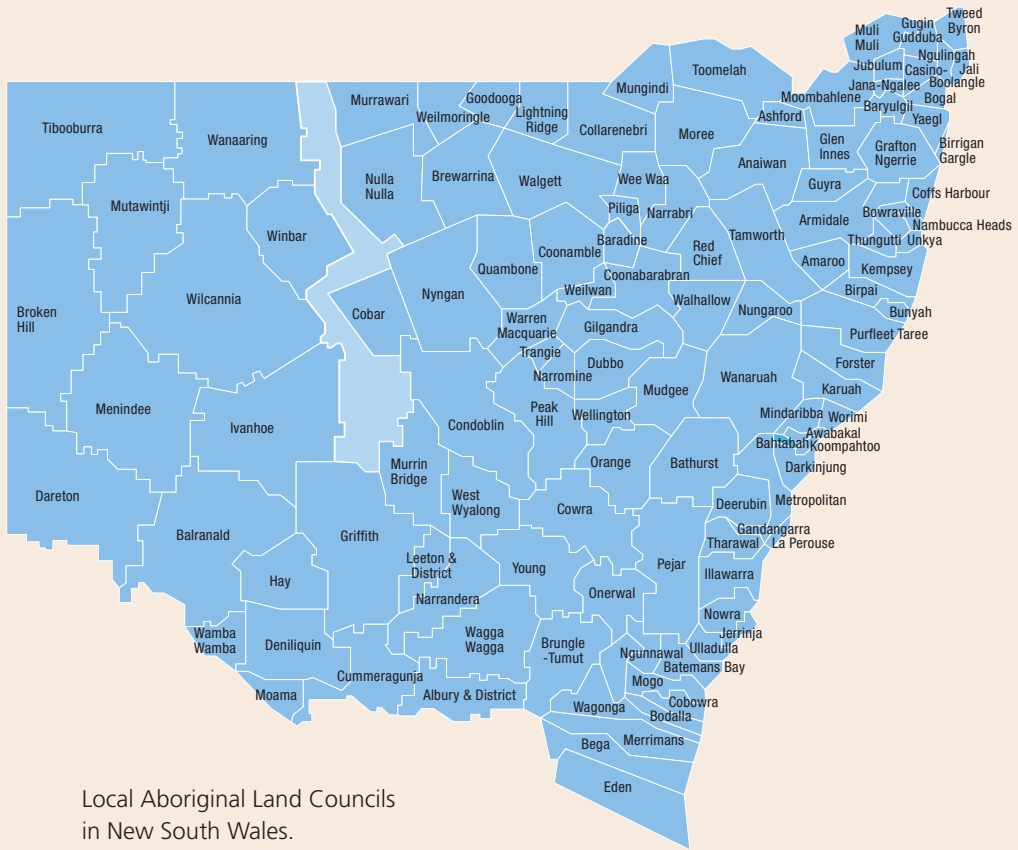 Tweed
Byron
Gugin
Gudduba
Muli
Muli
Ngulingah
Jubulum
Casino-
Boolangle
Jali
Toomelah
Mungindi
Jana-Ngalee
Bogal
Moombahlene
Baryulgil
Goodooga
Murrawari
Weilmoringle
Lightning
Ridge
Ashford
Yaegl
Tibooburra
Wanaaring
Collarenebri
Moree
Glen
Innes
Grafton
Ngerrie
Birrigan
Gargle
Anaiwan
Nulla
Nulla
Brewarrina
Walgett
Wee Waa
Guyra
Coffs Harbour
Mutawintji
Piliga
Narrabri
Bowraville
Armidale
Nambucca Heads
Winbar
Baradine
Tamworth
Thungutti
Unkya
Coonamble
Red
Chief
Amaroo
Kempsey
Quambone
Coonabarabran
Nyngan
Weilwan
Birpai
Wilcannia
Walhallow
Nungaroo
Bunyah
Broken
Hill
Cobar
Warren
Macquarie
Gilgandra
Purfleet Taree
Trangie
Dubbo
Forster
Narromine
Wanaruah
Mudgee
Karuah
Menindee
Peak
Hill
Wellington
Mindaribba
Worimi
Ivanhoe
Condoblin
Awabakal
Bahtabah
Koompahtoo
Murrin
Bridge
Orange
Bathurst
Darkinjung
Dareton
West
Wyalong
Cowra
Deerubin
Metropolitan
Balranald
Griffith
Gandangarra
Tharawal
La Perouse
Leeton &
District
Young
Pejar
Illawarra
Hay
Onerwal
Narrandera
Nowra
Wamba
Wamba
Deniliquin
Wagga
Wagga
Brungle
-Tumut
Jerrinja
Ngunnawal
Ulladulla
Batemans Bay
Cummeragunja
Mogo
Moama
Albury & District
Cobowra
Wagonga
Bodalla
Bega
Merrimans
Eden
Local Aboriginal Land Councils
in New South Wales.